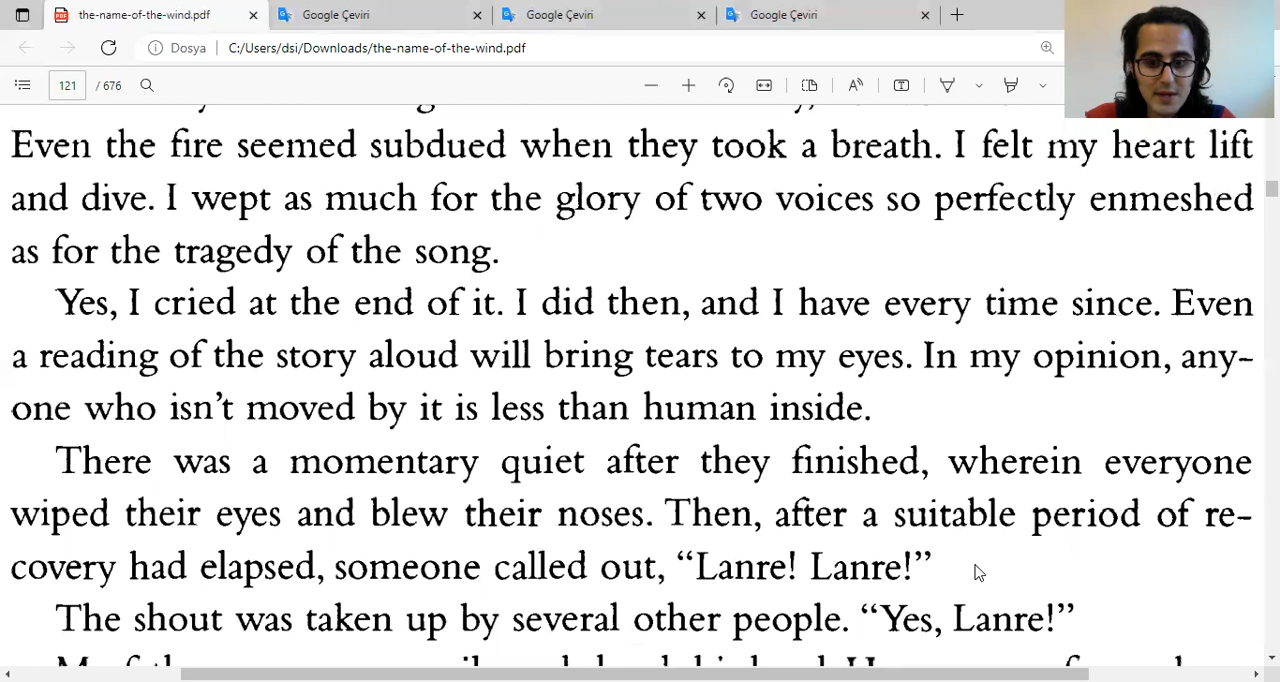 the-name-of-the-wind.pdf
Google Çeviri
Google Çeviri
Google Çeviri
Dosya
C:/Users/dsi/Downloads/the-name-of-the-wind.pdf
121 / 676
Even the fire seemed subdued when they took a breath. I felt my heart lift
and dive. I wept as much for the glory of two voices so perfectly enmeshed
as for the tragedy of the song.
Yes, I cried at the end of it. I did then, and I have every time since. Even
a reading of the story aloud will bring tears to my eyes. In my opinion, any-
one who isn't moved by it is less than human inside.
There was a momentary quiet after they finished, wherein everyone
wiped their eyes and blew their noses. Then, after a suitable period of re-
covery had elapsed, someone called out, “Lanre! Lanre!”
The shout was taken up by several other people. “Yes, Lanre!”